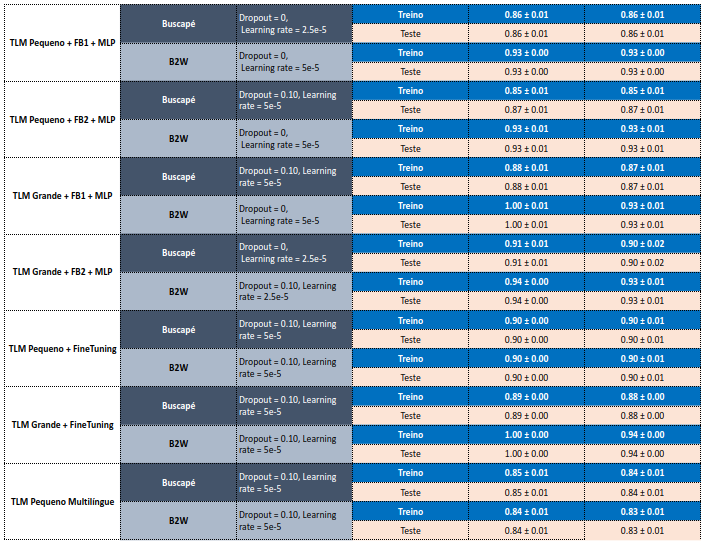 TLM Pequeno + FB1 + MLP
Buscapé
Dropout = 0,
Learning rate = 2.5e-5
Treino 0.86 ± 0.01 0.86 ± 0.01
Teste 0.86 ± 0.01 0.86 ± 0.01
B2W
Dropout = 0,
Learning rate = 5e-5
Treino 0.93 ± 0.00 0.93 ± 0.00
Teste 0.93 ± 0.00 0.93 ± 0.00
TLM Pequeno + FB2 + MLP
Buscapé
Dropout = 0.10, Learning
rate = 5e-5
Treino 0.85 ± 0.01 0.85 ± 0.01
Teste 0.87 ± 0.01 0.87 ± 0.01
B2W
Dropout = 0,
Learning rate = 5e-5
Treino 0.93 ± 0.01 0.93 ± 0.01
Teste 0.93 ± 0.01 0.93 ± 0.01
TLM Grande + FB1 + MLP
Buscapé
Dropout = 0.10, Learning
rate = 5e-5
Treino 0.88 ± 0.01 0.87 ± 0.01
Teste 0.88 ± 0.01 0.87 ± 0.01
B2W
Dropout = 0,
Learning rate = 5e-5
Treino 1.00 ± 0.01 0.93 ± 0.01
Teste 1.00 ± 0.01 0.93 ± 0.01
TLM Grande + FB2 + MLP
Buscapé
Dropout = 0,
Learning rate = 2.5e-5
Treino 0.91 ± 0.01 0.90 ± 0.02
Teste 0.91 ± 0.01 0.90 ± 0.02
B2W
Dropout = 0.10, Learning
rate = 2.5e-5
Treino 0.94 ± 0.00 0.93 ± 0.01
Teste 0.94 ± 0.00 0.93 ± 0.01
TLM Pequeno + FineTuning
Buscapé
Dropout = 0.10, Learning
rate = 5e-5
Treino 0.90 ± 0.00 0.90 ± 0.01
Teste 0.90 ± 0.00 0.90 ± 0.01
B2W
Dropout = 0.10, Learning
rate = 5e-5
Treino 0.90 ± 0.00 0.90 ± 0.01
Teste 0.90 ± 0.00 0.90 ± 0.01
TLM Grande + FineTuning
Buscapé
Dropout = 0.10, Learning
rate = 5e-5
Treino 0.89 ± 0.00 0.88 ± 0.00
Teste 0.89 ± 0.00 0.88 ± 0.00
B2W
Dropout = 0.10, Learning
rate = 5e-5
Treino 1.00 ± 0.00 0.94 ± 0.00
Teste 1.00 ± 0.00 0.94 ± 0.00
TLM Pequeno Multilíngue
Buscapé
Dropout = 0.10, Learning
rate = 5e-5
Treino 0.85 ± 0.01 0.84 ± 0.01
Teste 0.85 ± 0.01 0.84 ± 0.01
B2W
Dropout = 0.10, Learning
rate = 5e-5
Treino 0.84 ± 0.01 0.83 ± 0.01
Teste 0.84 ± 0.01 0.83 ± 0.01